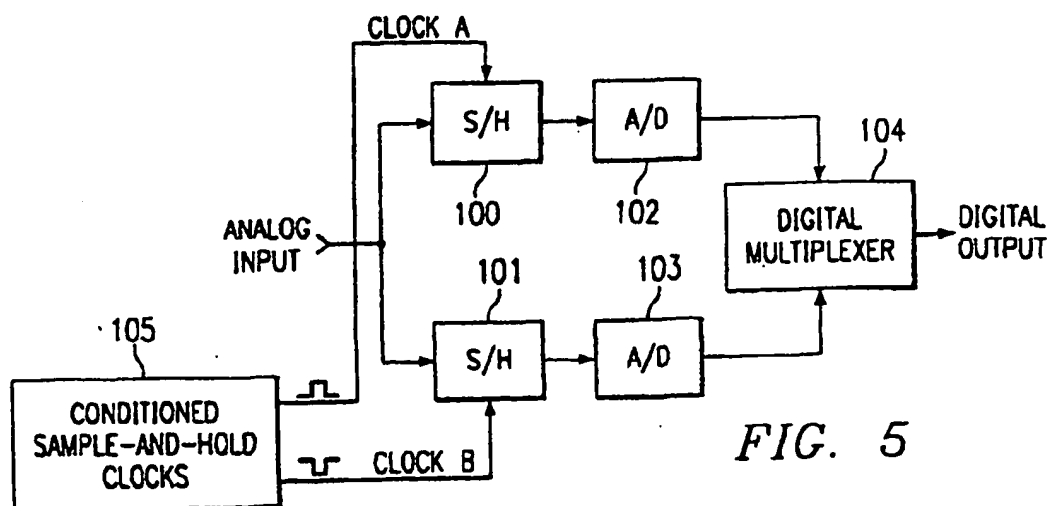 CLOCK A
S/H
100
A/D
102
104
DIGITAL
MULTIPLEXER
DIGITAL
OUTPUT
ANALOG
INPUT
101
S/H
103
A/D
105
CONDITIONED
SAMPLE-AND-HOLD
CLOCKS
CLOCK B
FIG. 5